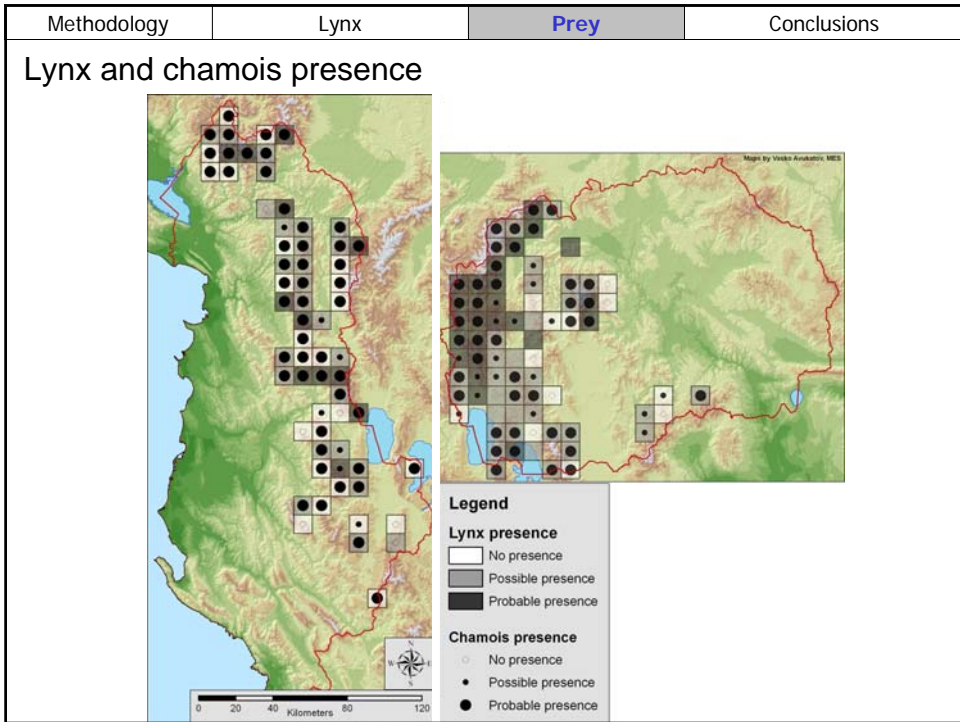 Methodology Lynx Prey Conclusions
Lynx and chamois presence
Maps by Vasko Avukatov, MES
Legend
Lynx presence
No presence
Possible presence
Probable presence
Chamois presence
No presence
Possible presence
Probable presence
N
W E
S
0 20 40 80 120
Kilometers